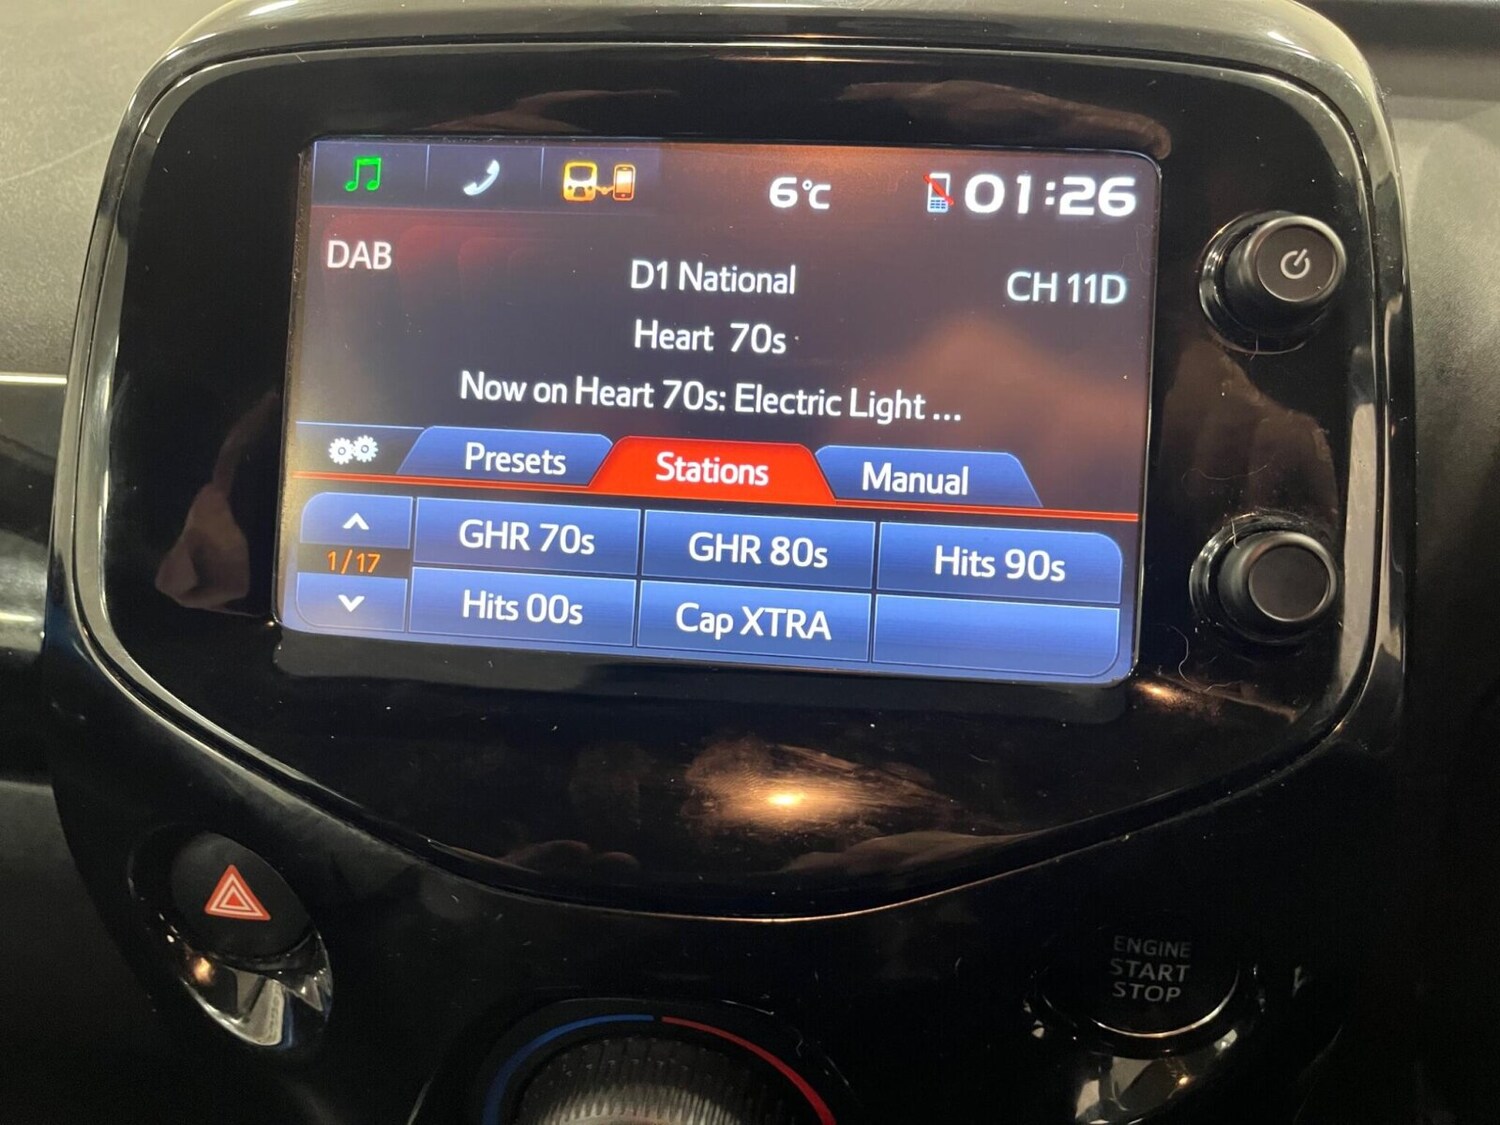 6°C 01:26
DAB
D1 National
CH 11D
Heart 70s
Now on Heart 70s: Electric Light ...
Presets Stations Manual
1/17
GHR 70s GHR 80s Hits 90s
Hits 00s Cap XTRA
ENGINE
START
STOP